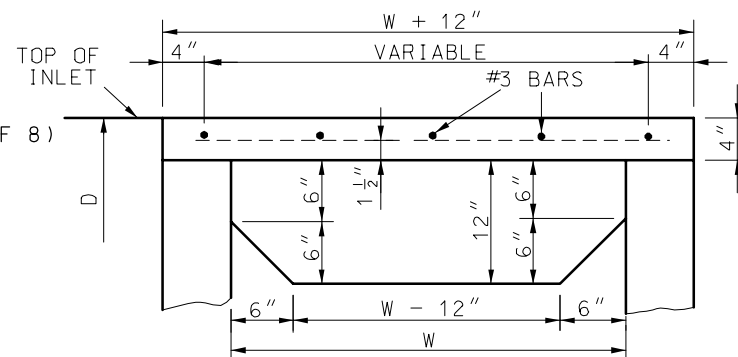 W + 12"
TOP OF
INLET
4"
VARIABLE
4"
#3 BARS
F 8)
4"
D
6"
1 1/2"
12"
6"
6"
6"
6"
W - 12"
6"
W